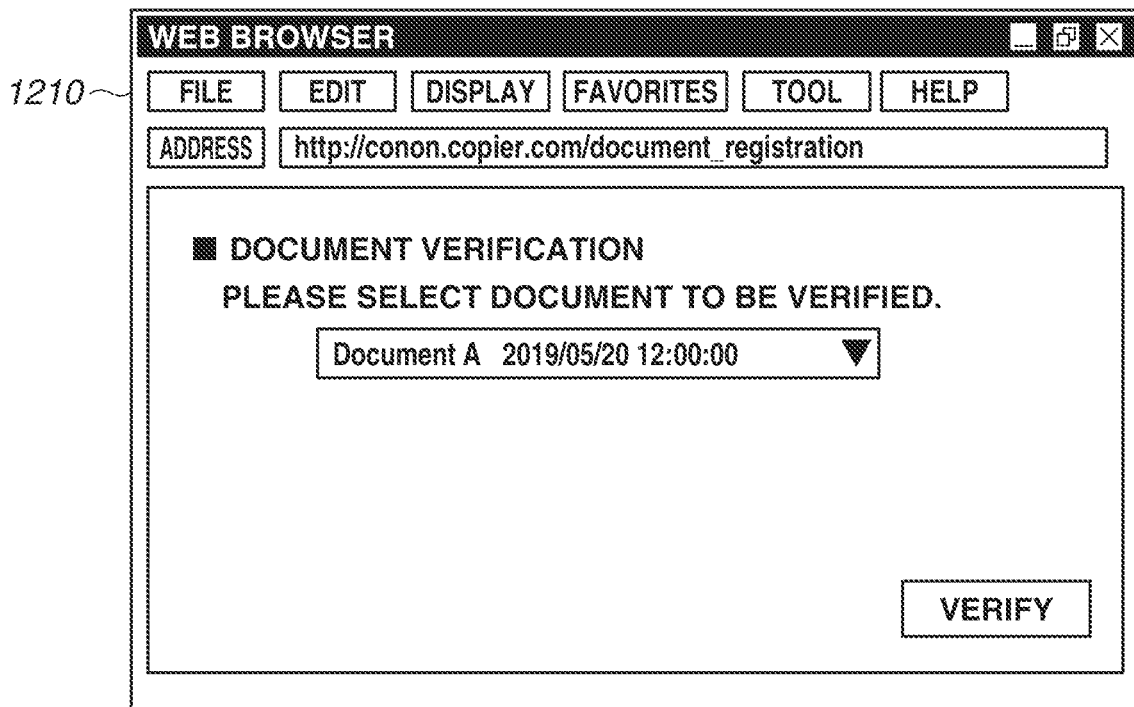 WEB BROWSER
1210
FILE EDIT DISPLAY FAVORITES TOOL HELP
ADDRESS http://conon.copier.com/document_registration
■ DOCUMENT VERIFICATION
PLEASE SELECT DOCUMENT TO BE VERIFIED.
Document A 2019/05/20 12:00:00 ▼
VERIFY